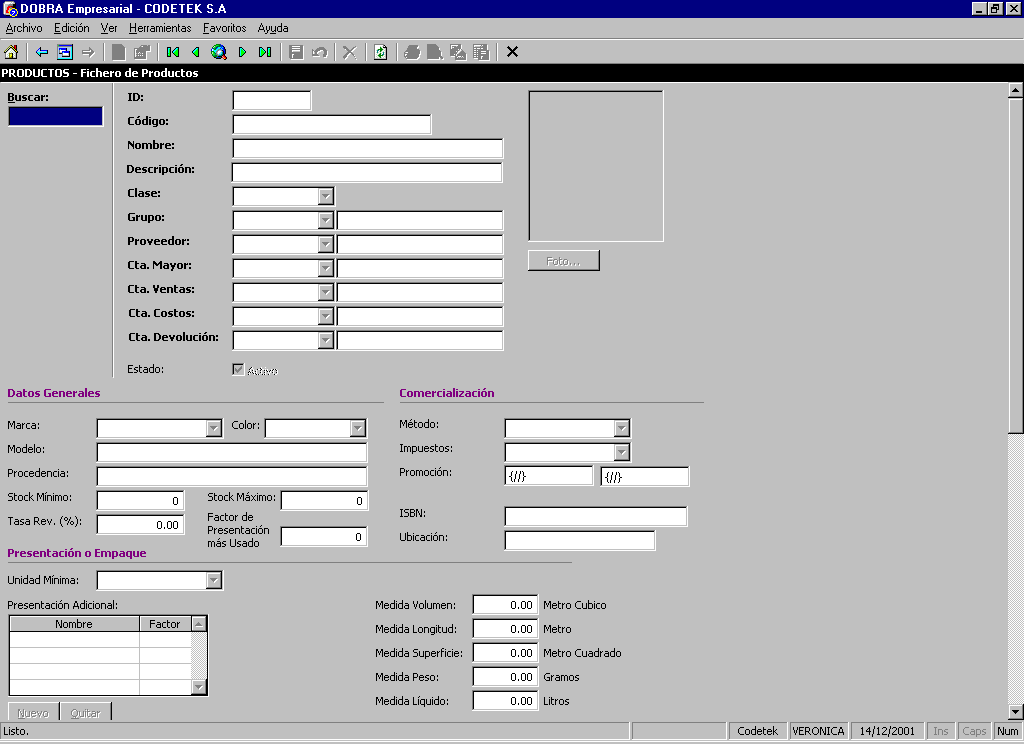 DOBRA Empresarial - CODETEK S.A
Archivo Edición Ver Herramientas Favoritos Ayuda
PRODUCTOS - Fichero de Productos
Buscar:
ID:
Código:
Nombre:
Descripción:
Clase:
Grupo:
Proveedor:
Cta. Mayor:
Cta. Ventas:
Cta. Costos:
Cta. Devolución:
Estado: Activo
Foto...
Datos Generales
Marca: Color:
Modelo:
Procedencia:
Stock Mínimo: 0 Stock Máximo: 0
Tasa Rev. (%): 0.00 Factor de
Presentación
más Usado 0
Comercialización
Método:
Impuestos:
Promoción: {//} {//}
ISBN:
Ubicación:
Presentación o Empaque
Unidad Mínima:
Presentación Adicional:
Nombre Factor
Nuevo Quitar
Medida Volumen: 0.00 Metro Cubico
Medida Longitud: 0.00 Metro
Medida Superficie: 0.00 Metro Cuadrado
Medida Peso: 0.00 Gramos
Medida Líquido: 0.00 Litros
Listo. Codetek VERONICA 14/12/2001 Ins Caps Num